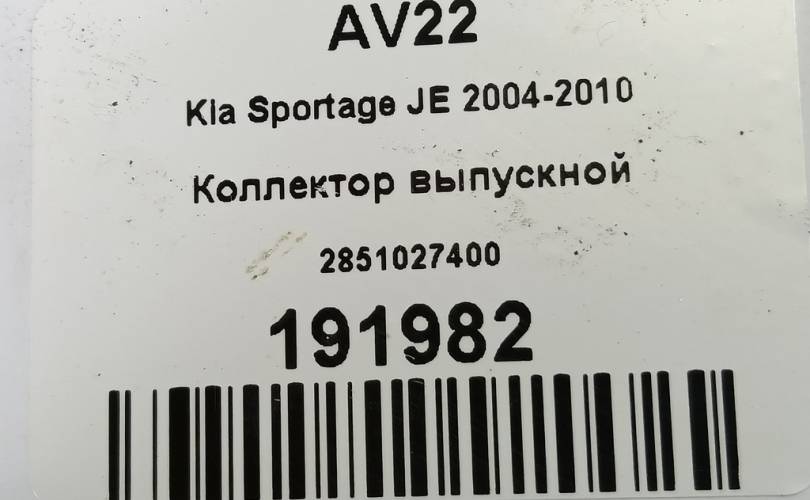 AV22
Kia Sportage JE 2004-2010
Коллектор выпускной
2851027400
191982